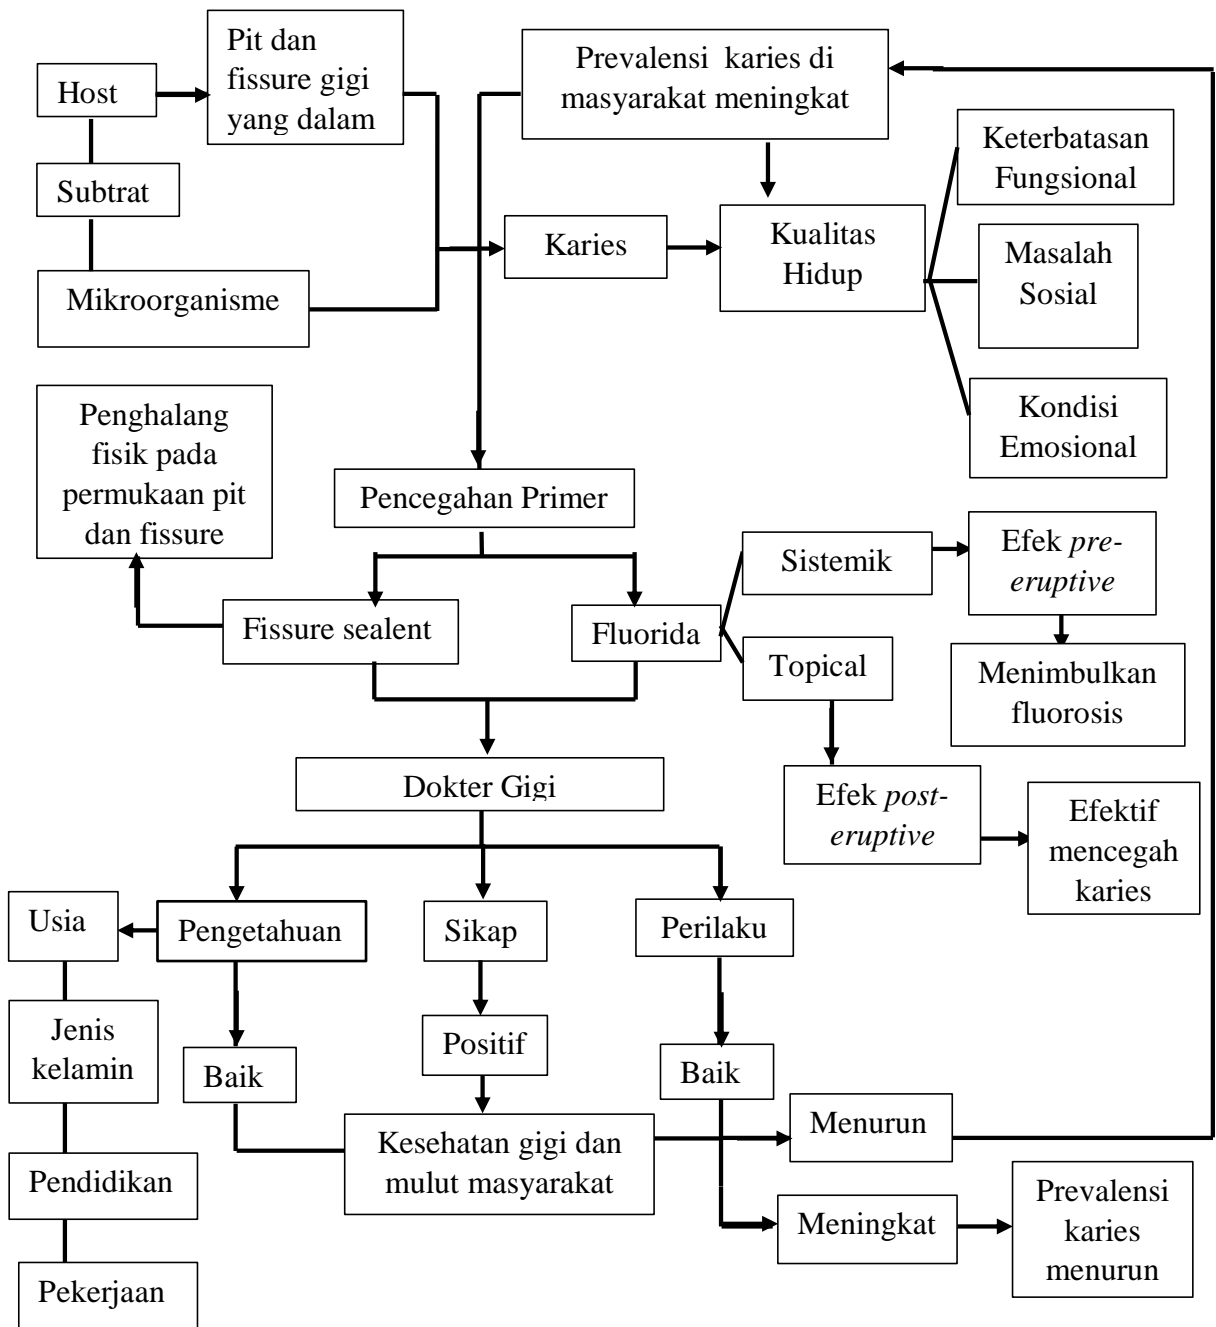 Host
Pit dan
fissure gigi
yang dalam
Prevalensi karies di
masyarakat meningkat
Keterbatasan
Fungsional
Subtrat
Karies
Kualitas
Hidup
Masalah
Sosial
Mikroorganisme
Kondisi
Emosional
Penghalang
fisik pada
permukaan pit
dan fissure
Pencegahan Primer
Sistemik
Efek pre-
eruptive
Fissure sealent
Fluorida
Topical
Menimbulkan
fluorosis
Dokter Gigi
Efek post-
eruptive
Efektif
mencegah
karies
Usia
Pengetahuan
Sikap
Perilaku
Jenis
kelamin
Baik
Positif
Baik
Kesehatan gigi dan
mulut masyarakat
Menurun
Pendidikan
Meningkat
Prevalensi
karies
menurun
Pekerjaan